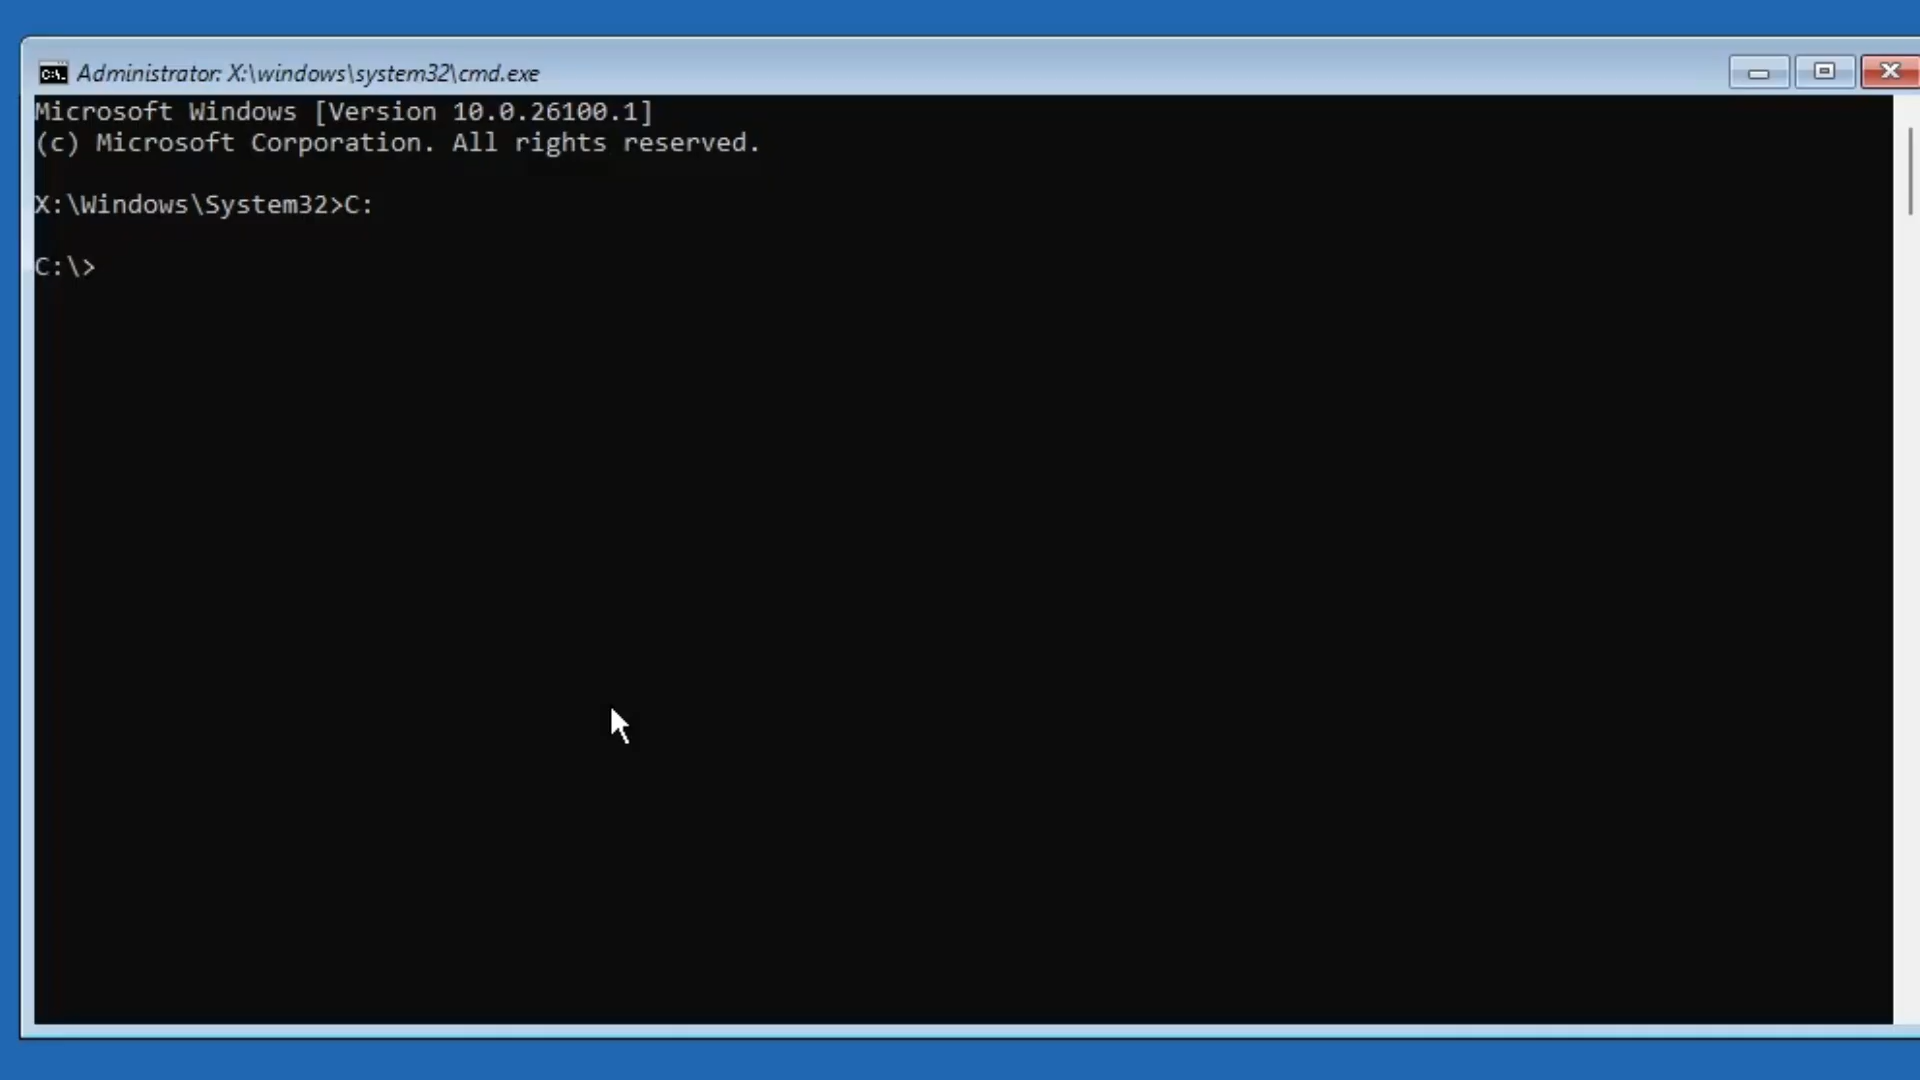 Administrator: X:\windows\system32\cmd.exe
Microsoft Windows [Version 10.0.26100.1]
(c) Microsoft Corporation. All rights reserved.
X:\Windows\System32>C:
C:\>